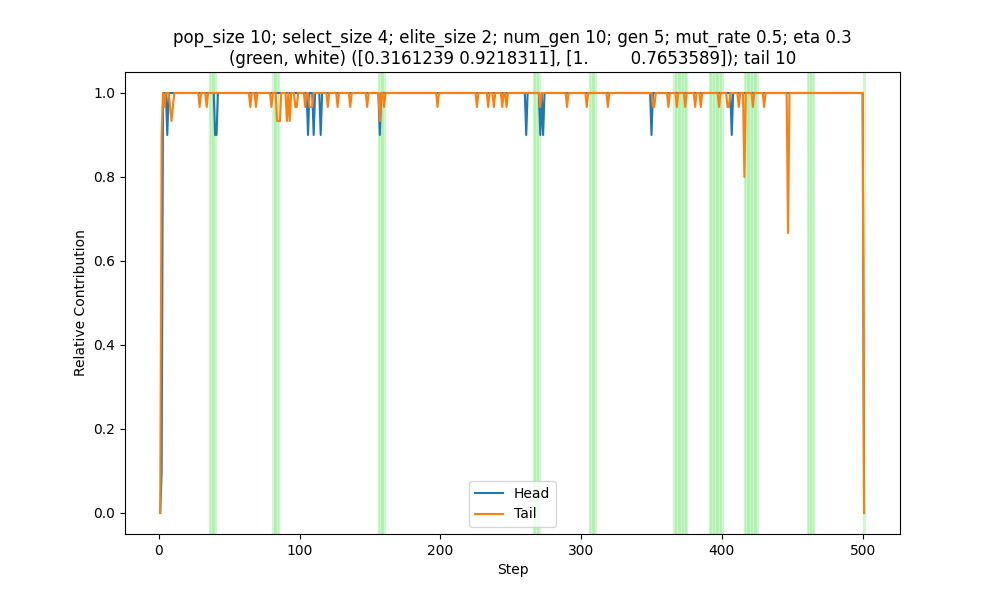 pop_size 10; select_size 4; elite_size 2; num_gen 10; gen 5; mut_rate 0.5; eta 0.3
(green, white) ([0.3161239 0.9218311], [1.        0.7653589]); tail 10
1.0
0.8
0.6
0.4
0.2
0.0
Relative Contribution
Head
Tail
0 100 200 300 400 500
Step